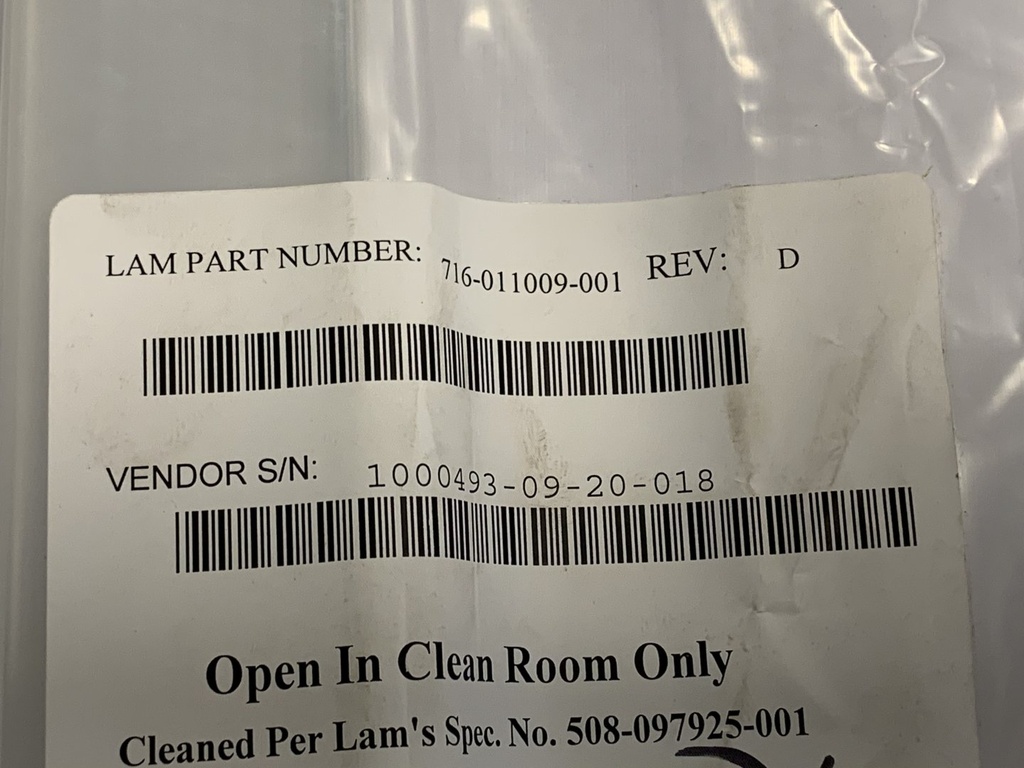 LAM PART NUMBER: 716-011009-001 REV: D
VENDOR S/N: 1000493-09-20-018
Open In Clean Room Only
Cleaned Per Lam's Spec. No. 508-097925-001